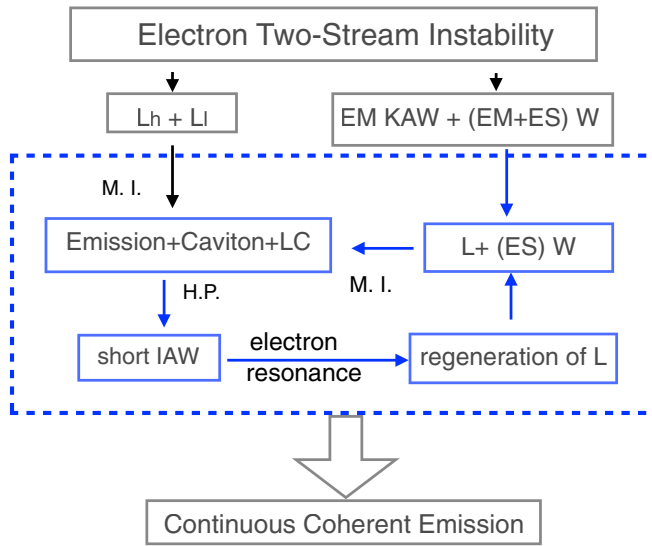 Electron Two-Stream Instability
Lh + Ll
EM KAW + (EM+ES) W
M. I.
Emission+Caviton+LC
L+ (ES) W
M. I.
H.P.
short IAW
electron
resonance
regeneration of L
Continuous Coherent Emission